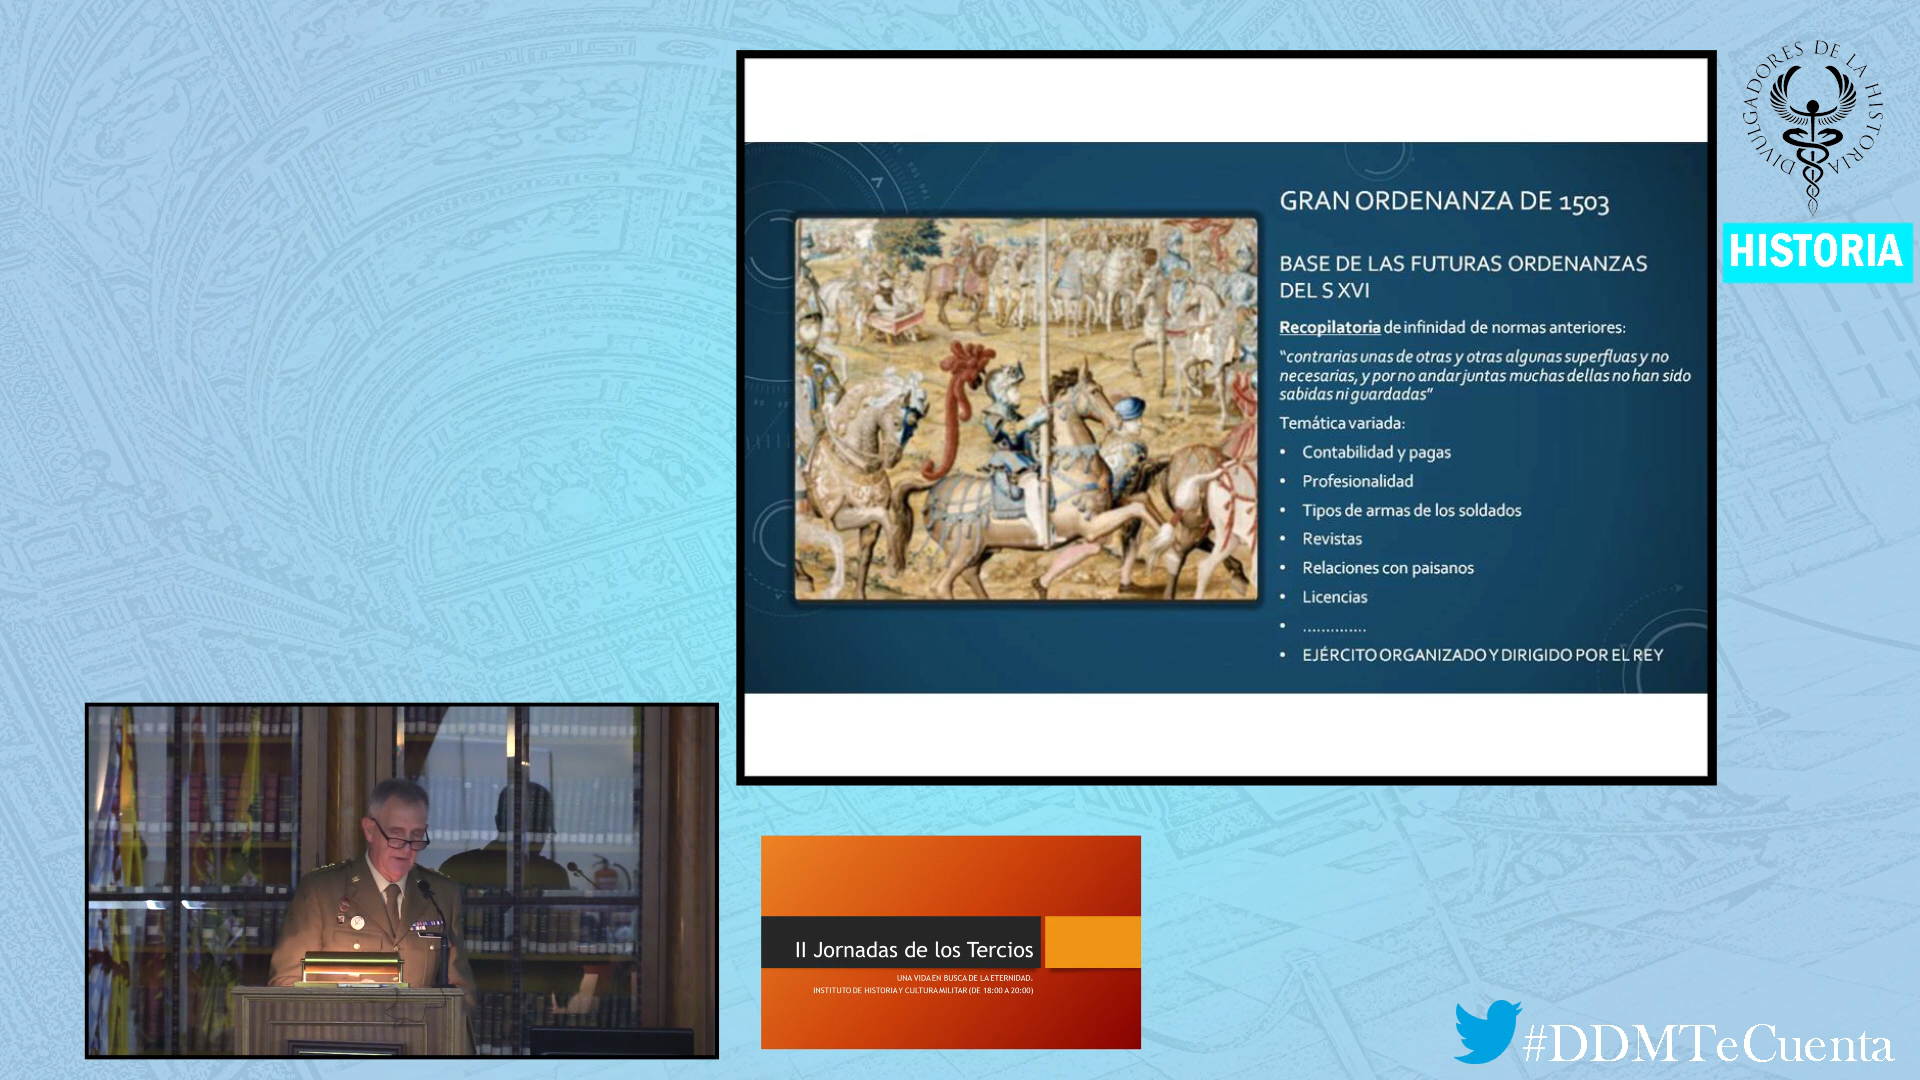 GRAN ORDENANZA DE 1503
BASE DE LAS FUTURAS ORDENANZAS
DEL S XVI
Recopilatoria de infinidad de normas anteriores:
"contrarias unas de otras y otras algunas superfluas y no
necesarias, y por no andar juntas muchas dellas no han sido
sabidas ni guardadas"
Temática variada:
• Contabilidad y pagas
• Profesionalidad
• Tipos de armas de los soldados
• Revistas
• Relaciones con paisanos
• Licencias
• .............
• EJÉRCITO ORGANIZADO Y DIRIGIDO POR EL REY
DIVULGADORES DE LA HISTORIA
HISTORIA
II Jornadas de los Tercios
UNA VIDA EN BUSCA DE LA ETERNIDAD.
INSTITUTO DE HISTORIA Y CULTURA MILITAR (DE 18:00 A 20:00)
#DDMTeCuenta